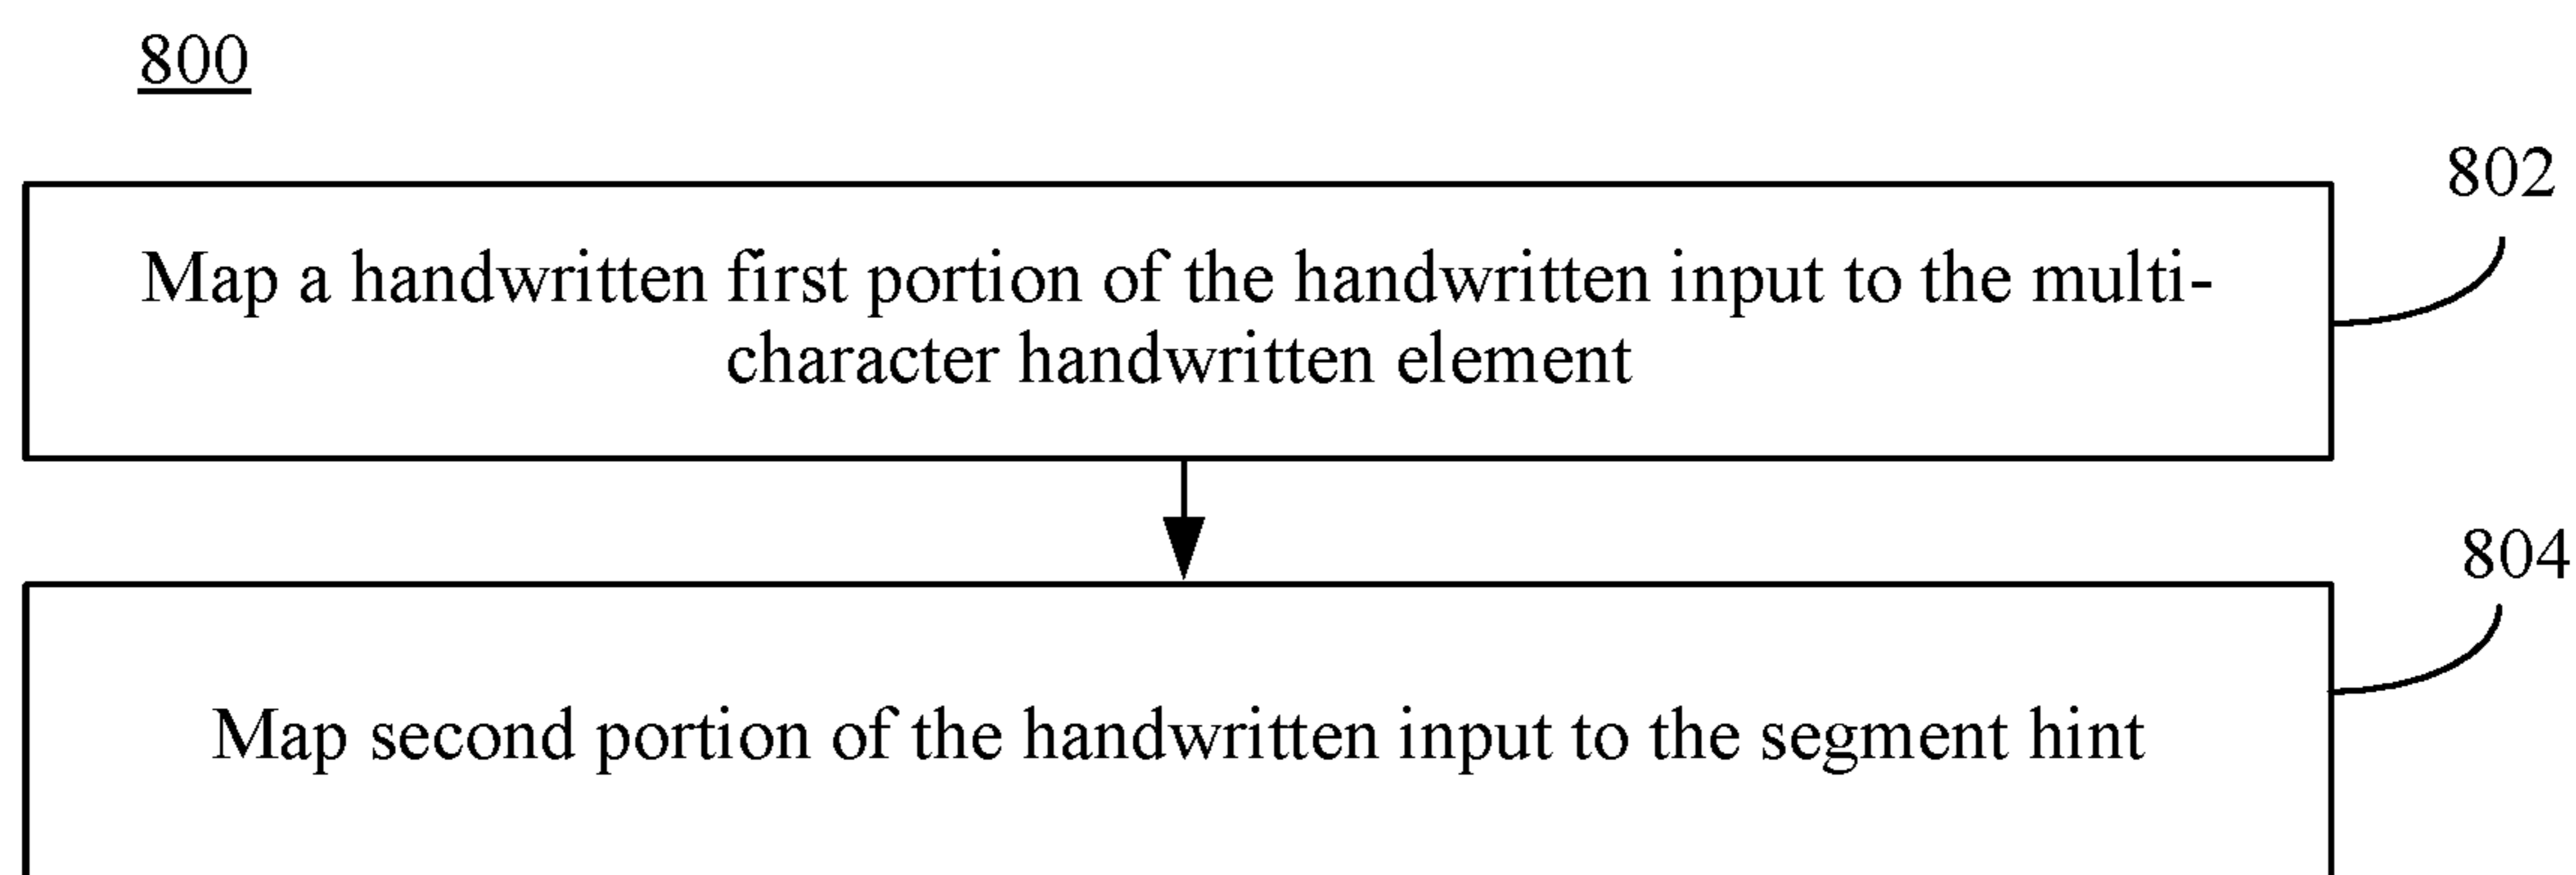 800
802
Map a handwritten first portion of the handwritten input to the multi-
character handwritten element
804
Map second portion of the handwritten input to the segment hint